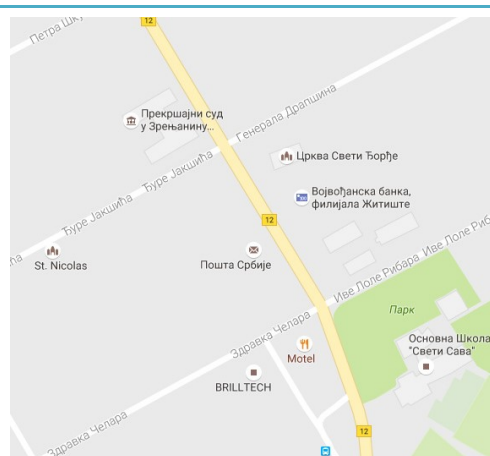 Петра Шку
12
Прекршајни суд
у Зрењанину...
Генерала Драпшина
Ђуре Јакшића
Ђуре Јакшића
Црква Свети Ђорђе
Војвођанска банка,
филијала Житиште
12
St. Nicolas
Пошта Србије
Иве Лоле Рибара
Иве Лоле Риб
Парк
Здравка Челара
Motel
Основна Школа
"Свети Сава"
BRILLTECH
12
Здравка Челара